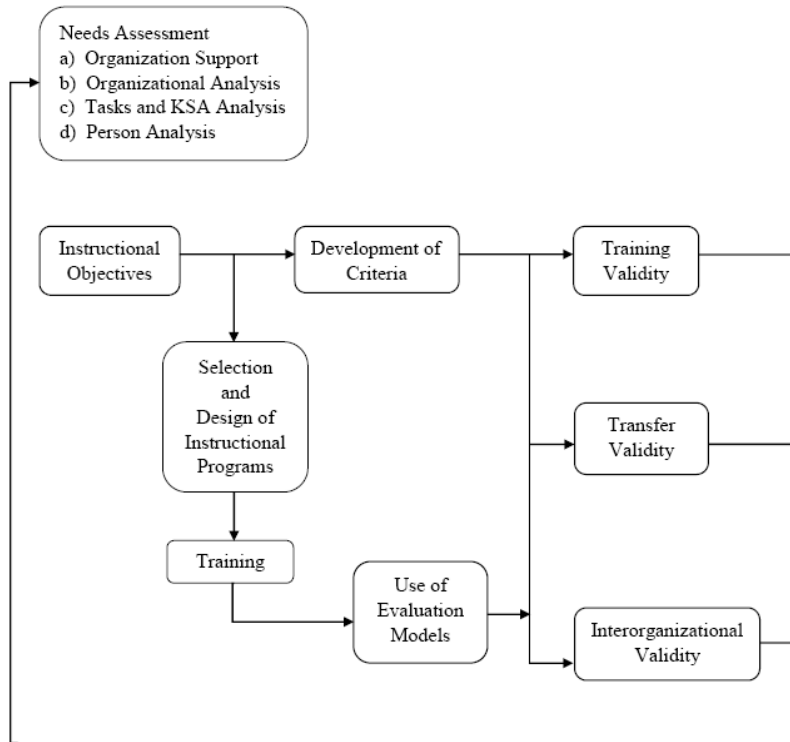 Needs Assessment
a) Organization Support
b) Organizational Analysis
c) Tasks and KSA Analysis
d) Person Analysis
Instructional
Objectives
Development of
Criteria
Training
Validity
Selection
and
Design of
Instructional
Programs
Transfer
Validity
Training
Use of
Evaluation
Models
Interorganizational
Validity